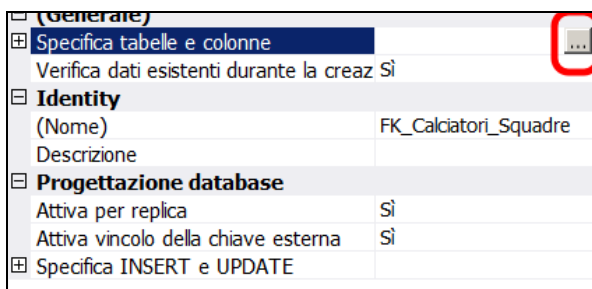 (Generale)
Specifica tabelle e colonne ...
Verifica dati esistenti durante la creaz Sì
Identity
(Nome) FK_Calciatori_Squadre
Descrizione
Progettazione database
Attiva per replica Sì
Attiva vincolo della chiave esterna Sì
Specifica INSERT e UPDATE